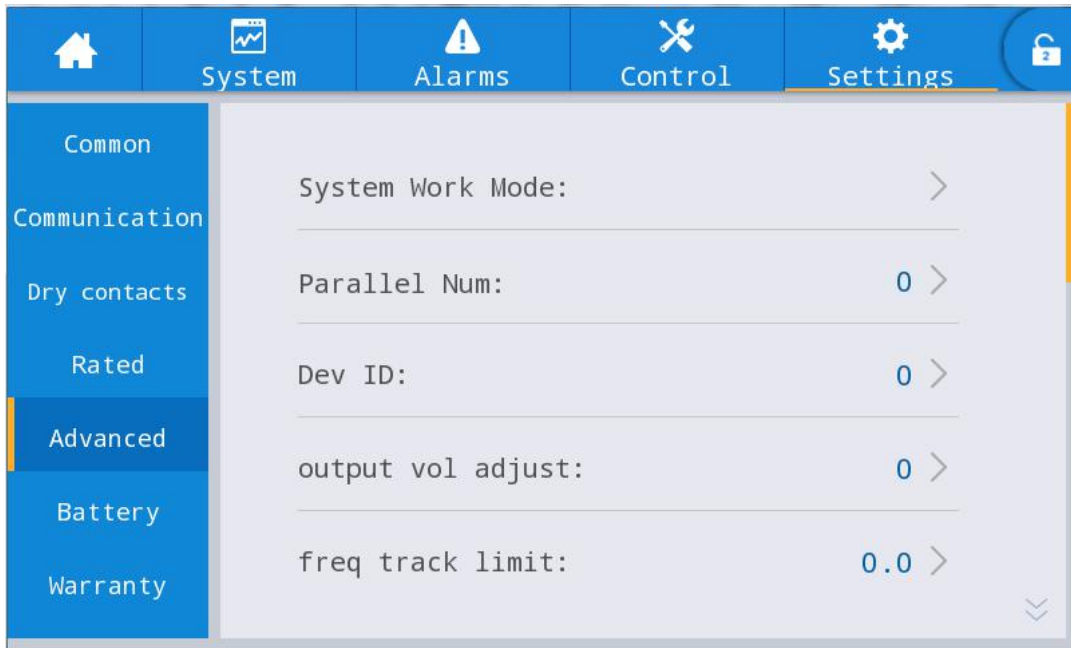 System
Alarms
Control
Settings
2
Common
Communication
Dry contacts
Rated
Advanced
Battery
Warranty
System Work Mode:
Parallel Num: 0
Dev ID: 0
output vol adjust: 0
freq track limit: 0.0